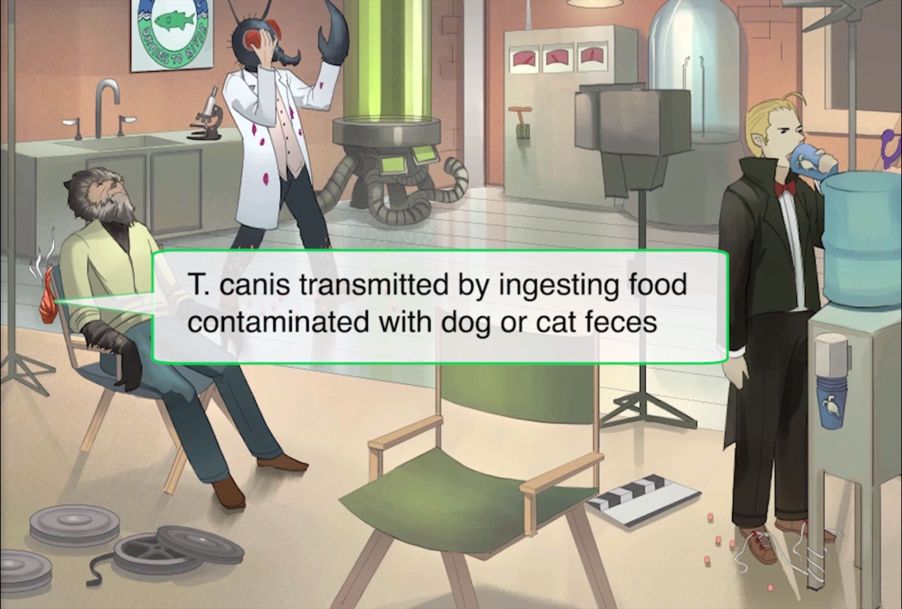 T. canis transmitted by ingesting food
contaminated with dog or cat feces